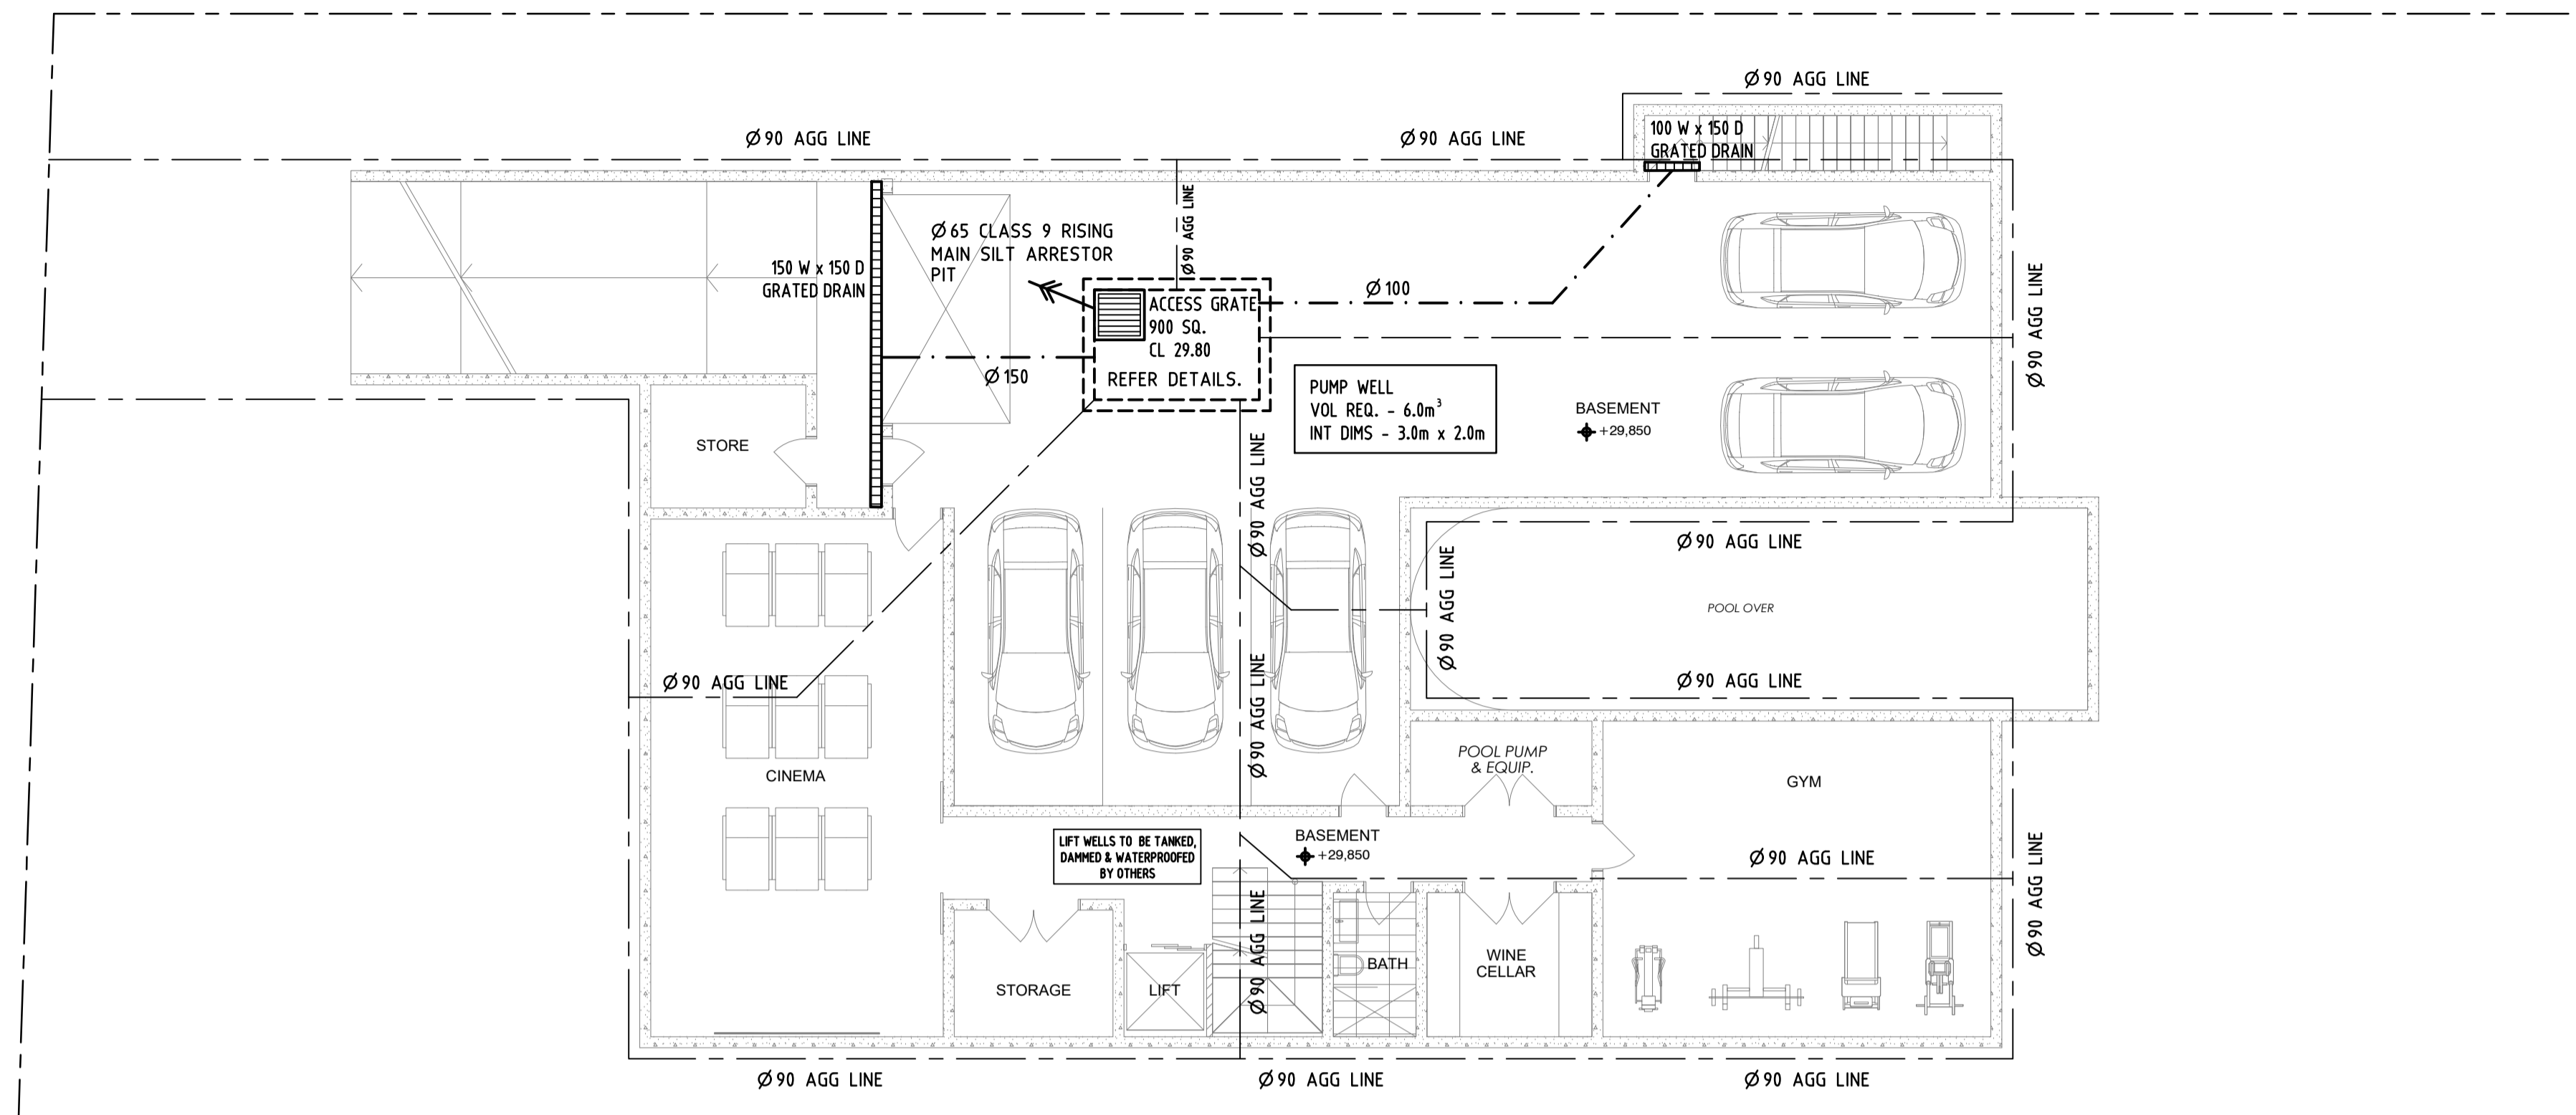 Ø90 AGG LINE
Ø90 AGG LINE
Ø90 AGG LINE
100 W x 150 D
GRATED DRAIN
Ø90 AGG LINE
Ø65 CLASS 9 RISING
MAIN SILT ARRESTOR
PIT
150 W x 150 D
GRATED DRAIN
Ø100
ACCESS GRATE
900 SQ.
CL 29.80
REFER DETAILS.
Ø150
Ø90 AGG LINE
PUMP WELL
VOL REQ. - 6.0m³
INT DIMS - 3.0m x 2.0m
BASEMENT
+29,850
STORE
Ø90 AGG LINE
Ø90 AGG LINE
Ø90 AGG LINE
POOL OVER
Ø90 AGG LINE
Ø90 AGG LINE
Ø90 AGG LINE
POOL PUMP
& EQUIP.
CINEMA
GYM
LIFT WELLS TO BE TANKED,
DAMMED & WATERPROOFED
BY OTHERS
BASEMENT
+29,850
Ø90 AGG LINE
Ø90 AGG LINE
Ø90 AGG LINE
STORAGE
LIFT
BATH
WINE
CELLAR
Ø90 AGG LINE
Ø90 AGG LINE
Ø90 AGG LINE